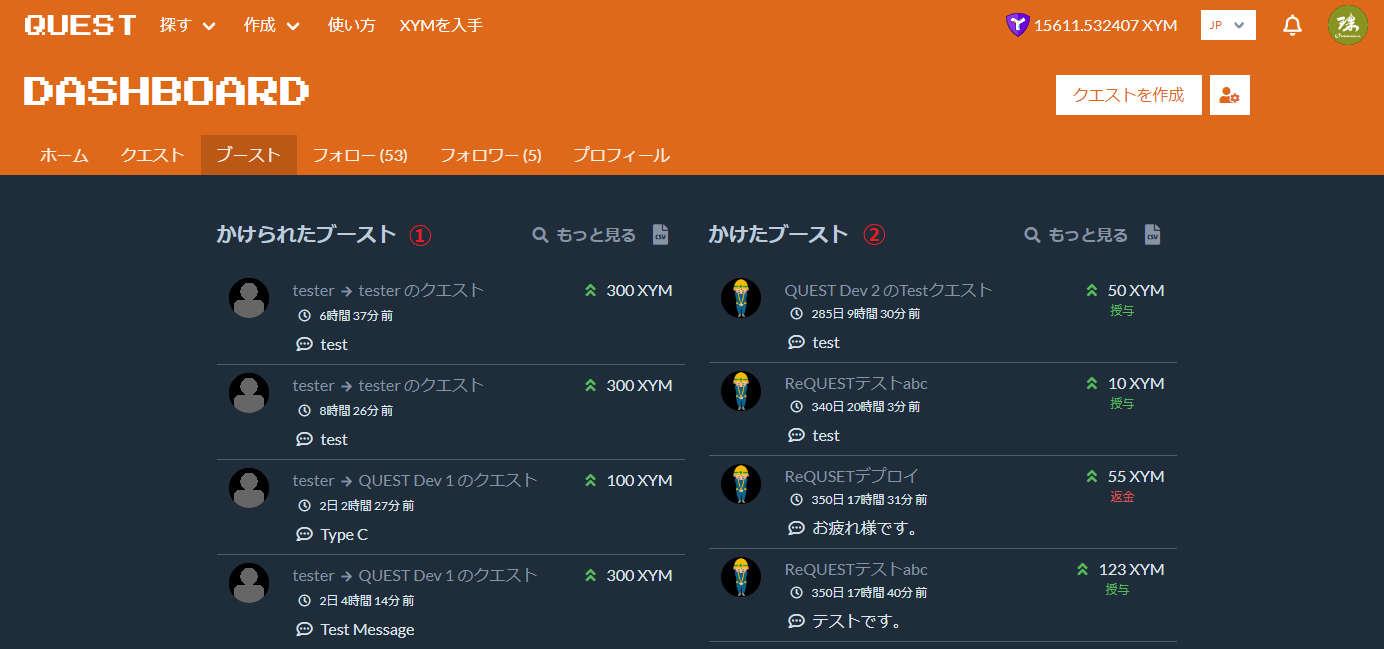 QUEST 探す 作成 使い方 XYMを入手 15611.532407 XYM JP
DASHBOARD
クエストを作成
ホーム クエスト ブースト フォロー (53) フォロワー (5) プロフィール
かけられたブースト ① もっと見る CSV
tester → tester のクエスト 300 XYM
6時間 37分 前
test
tester → tester のクエスト 300 XYM
8時間 26分 前
test
tester → QUEST Dev 1 のクエスト 100 XYM
2日 2時間 27分 前
Type C
tester → QUEST Dev 1 のクエスト 300 XYM
2日 4時間 14分 前
Test Message
かけたブースト ② もっと見る CSV
QUEST Dev 2 のTestクエスト 50 XYM
285日 9時間 30分 前 授与
test
ReQUESTテストabc 10 XYM
340日 20時間 3分 前 授与
test
ReQUSETデプロイ 55 XYM
350日 17時間 31分 前 返金
お疲れ様です。
ReQUESTテストabc 123 XYM
350日 17時間 40分 前 授与
テストです。